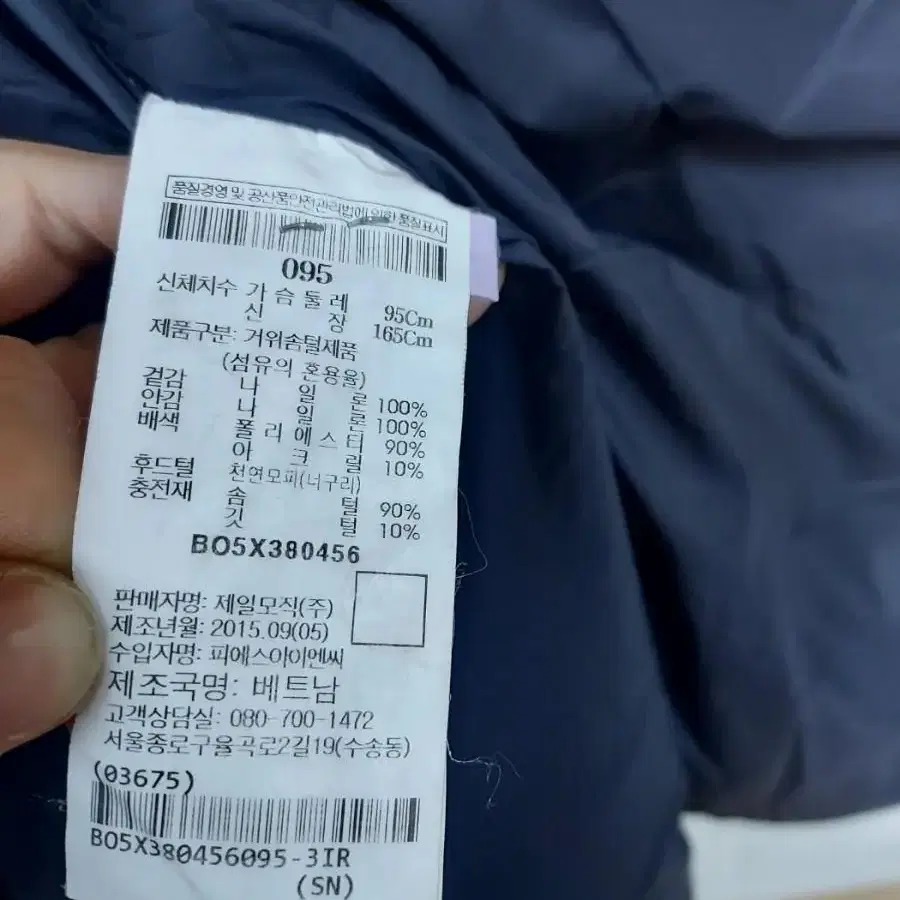 품질경영 및 공산품안전관리법에 의한 품질표시
095
신체치수 가슴둘레 95Cm
신장 165Cm
제품구분: 거위솜털제품
(섬유의 혼용율)
겉감 나일론 100%
안감 나일론 100%
배색 폴리에스터 90%
아크릴 10%
후드털 천연모피(너구리)
충전재 솜털 90%
깃털 10%
BO5X380456
판매자명: 제일모직(주)
제조년월: 2015.09(05)
수입자명: 피에스아이엔씨
제조국명: 베트남
고객상담실: 080-700-1472
서울종로구율곡로2길19(수송동)
(03675)
BO5X380456095-3IR
(SN)